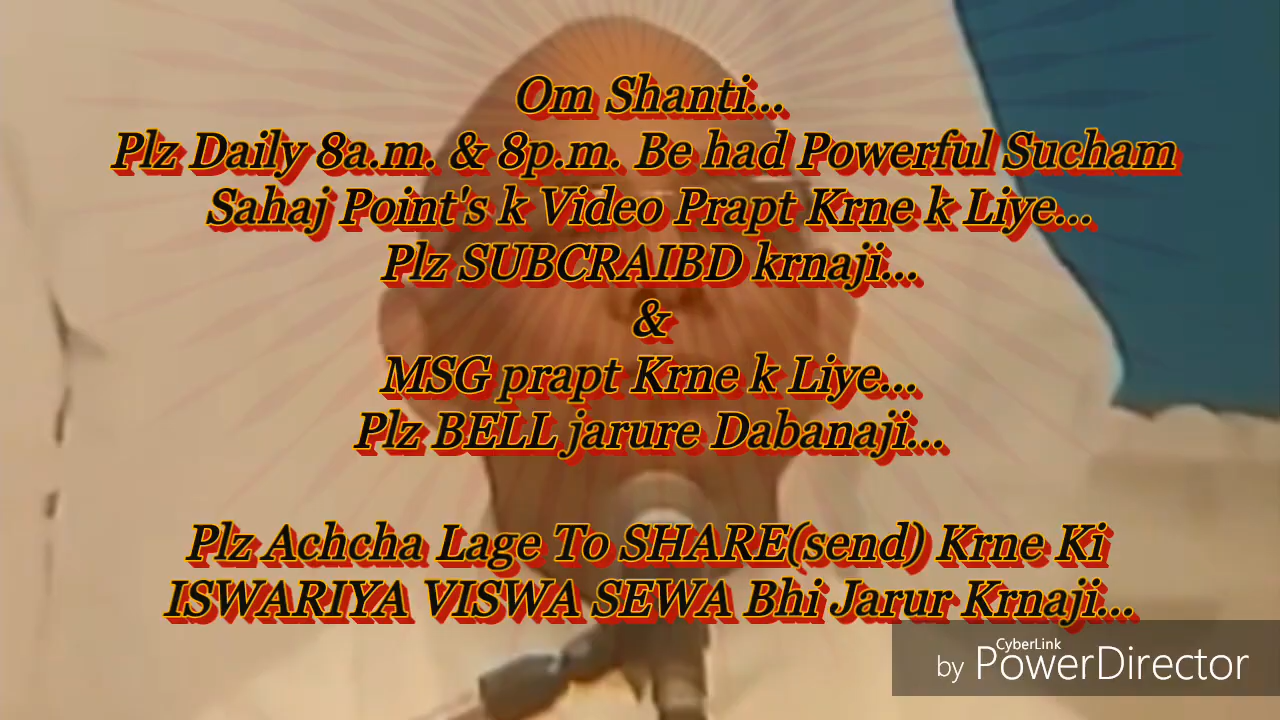 Om Shanti...
Plz Daily 8a.m. & 8p.m. Be had Powerful Sucham
Sahaj Point's k Video Prapt Krne k Liye...
Plz SUBCRAIBD krnaji...
&
MSG prapt Krne k Liye...
Plz BELL jarure Dabanaji...
Plz Achcha Lage To SHARE(send) Krne Ki
ISWARIYA VISWA SEWA Bhi Jarur Krnaji...
CyberLink
by PowerDirector